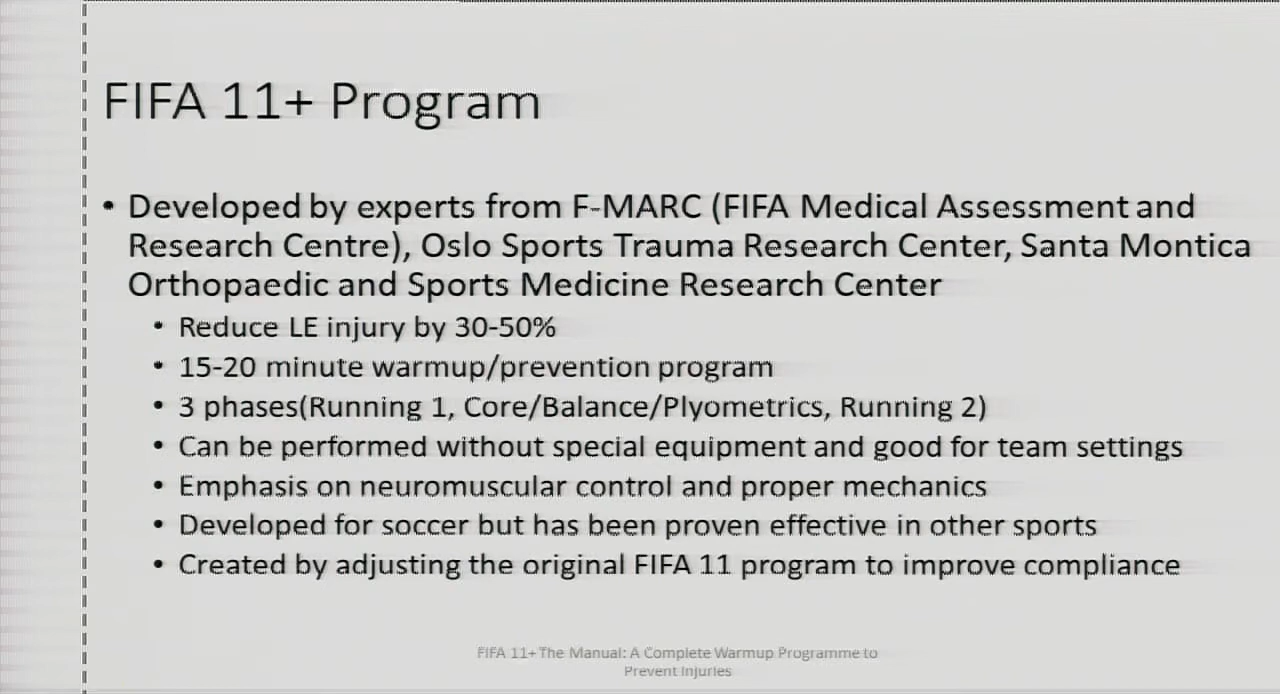 FIFA 11+ Program
• Developed by experts from F-MARC (FIFA Medical Assessment and
Research Centre), Oslo Sports Trauma Research Center, Santa Montica
Orthopaedic and Sports Medicine Research Center
• Reduce LE injury by 30-50%
• 15-20 minute warmup/prevention program
• 3 phases(Running 1, Core/Balance/Plyometrics, Running 2)
• Can be performed without special equipment and good for team settings
• Emphasis on neuromuscular control and proper mechanics
• Developed for soccer but has been proven effective in other sports
• Created by adjusting the original FIFA 11 program to improve compliance
FIFA 11+ The Manual: A Complete Warmup Programme to
Prevent Injuries